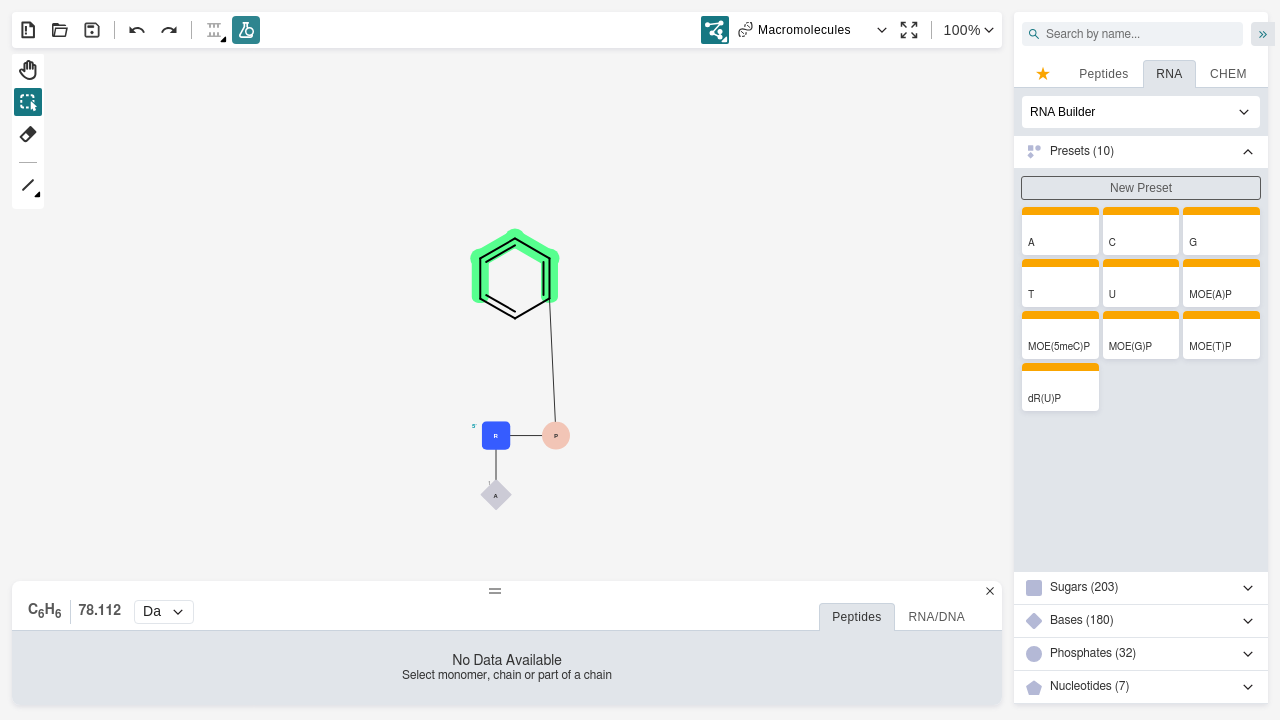 Macromolecules
100%
Search by name...
Peptides
RNA
CHEM
RNA Builder
Presets (10)
New Preset
A
C
G
T
U
MOE(A)P
MOE(5meC)P
MOE(G)P
MOE(T)P
dR(U)P
5'
R
P
A
Sugars (203)
Bases (180)
Phosphates (32)
Nucleotides (7)
C6H6
78.112
Da
Peptides
RNA/DNA
No Data Available
Select monomer, chain or part of a chain